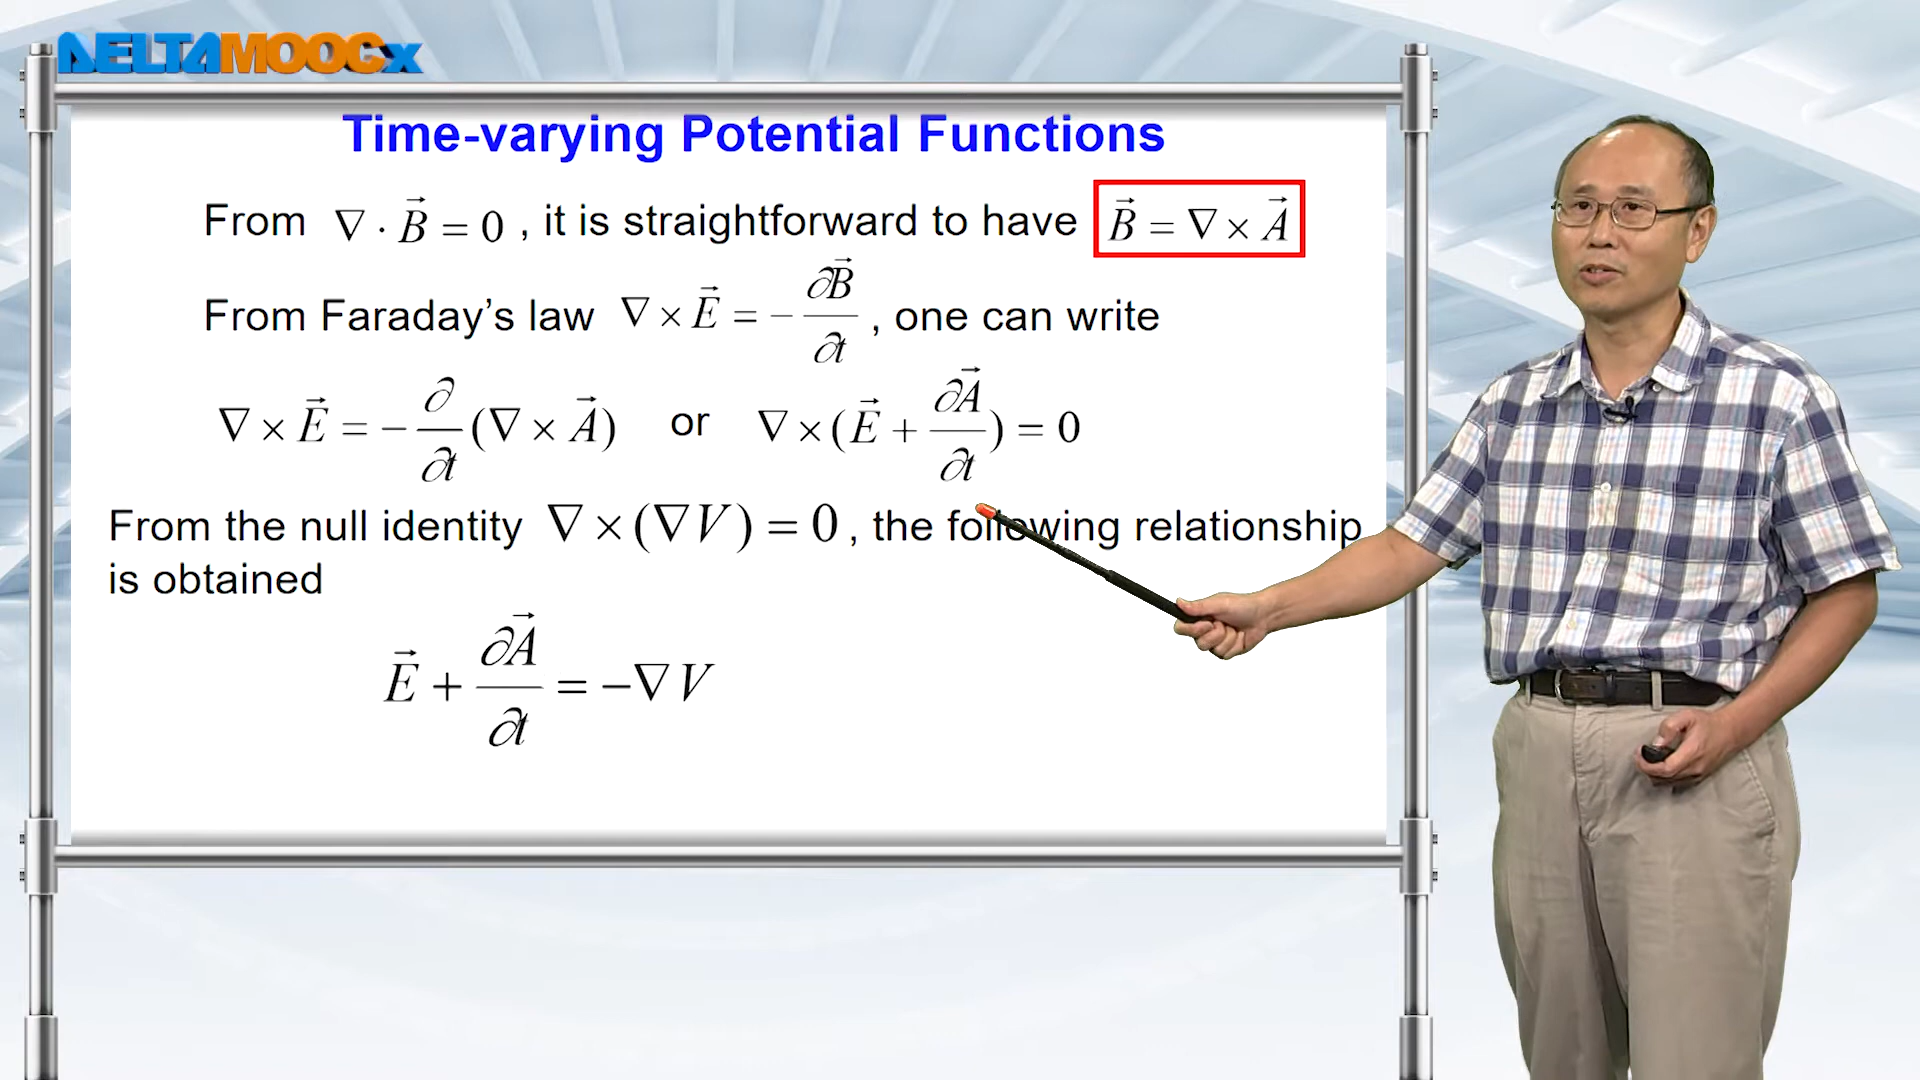 DELTAMOOCx
Time-varying Potential Functions
From ∇ · B⃗ = 0 , it is straightforward to have B⃗ = ∇ × A⃗
From Faraday’s law ∇ × E⃗ = − ∂B⃗/∂t , one can write
∇ × E⃗ = − ∂/∂t (∇ × A⃗) or ∇ × (E⃗ + ∂A⃗/∂t) = 0
From the null identity ∇ × (∇V) = 0 , the following relationship
is obtained
E⃗ + ∂A⃗/∂t = −∇V